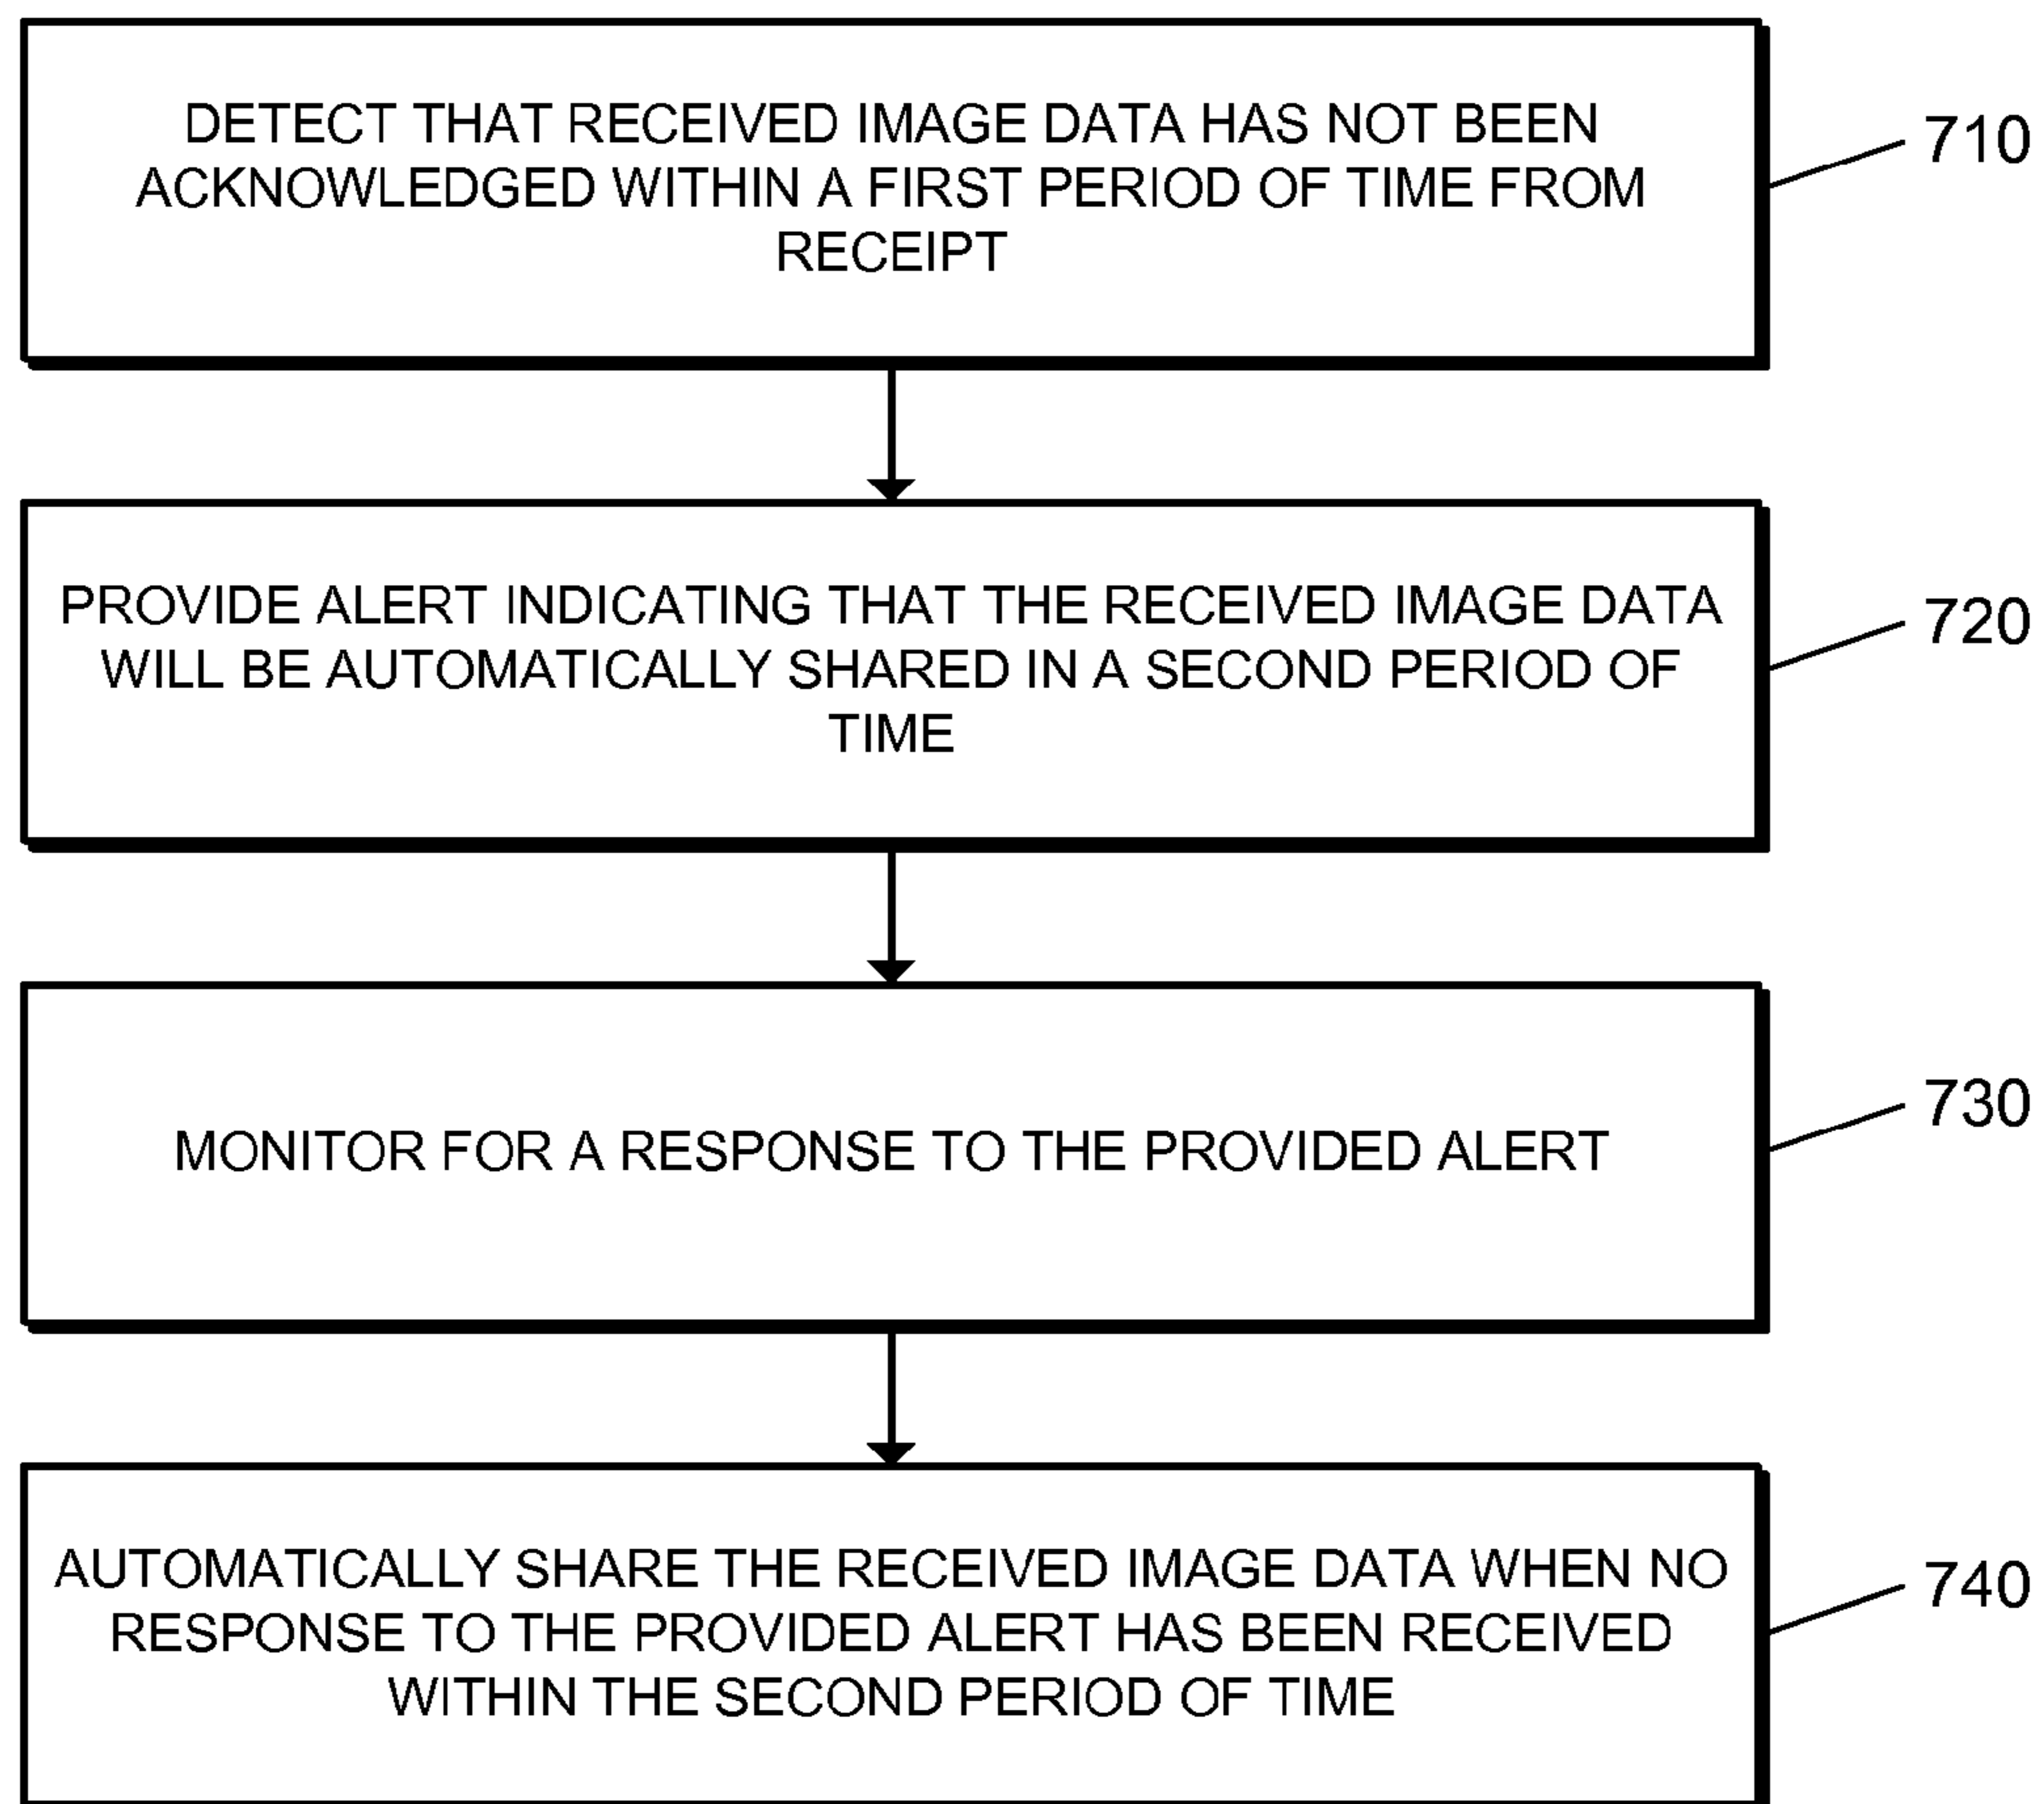 DETECT THAT RECEIVED IMAGE DATA HAS NOT BEEN
ACKNOWLEDGED WITHIN A FIRST PERIOD OF TIME FROM
RECEIPT
710
PROVIDE ALERT INDICATING THAT THE RECEIVED IMAGE DATA
WILL BE AUTOMATICALLY SHARED IN A SECOND PERIOD OF
TIME
720
MONITOR FOR A RESPONSE TO THE PROVIDED ALERT
730
AUTOMATICALLY SHARE THE RECEIVED IMAGE DATA WHEN NO
RESPONSE TO THE PROVIDED ALERT HAS BEEN RECEIVED
WITHIN THE SECOND PERIOD OF TIME
740